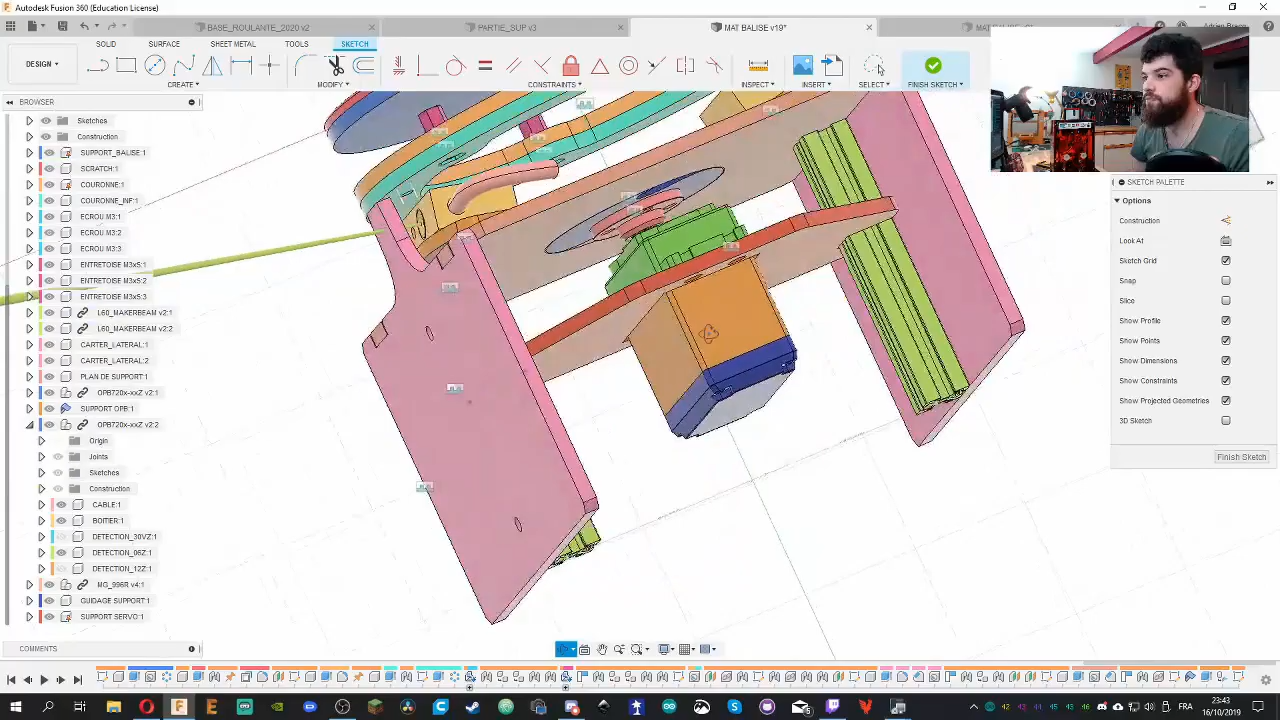 Autodesk Fusion 360 (Education License)
BASE_ROULANTE_2020 v2
PARTIE_SUP v3
MAT BALISE v19*
SOLID
SURFACE
SHEET METAL
TOOLS
SKETCH
DESIGN
CREATE
MODIFY
CONSTRAINTS
INSPECT
INSERT
SELECT
FINISH SKETCH
BROWSER
Sketches
Construction
SUPPORT_BALISE:1
SCRATCH:1
COURONNE:1
COURONNE_INF:1
ECROU M3:1
ECROU M3:2
ECROU M3:3
ENTRETOISE M3x5:1
ENTRETOISE M3x5:2
ENTRETOISE M3x5:3
L60_MAKERBEAM v2:1
L60_MAKERBEAM v2:2
CARTER_LATERAL:1
CARTER_LATERAL:2
PLAN DE SUPPORT:1
OPB720x-xxZ v2:1
SUPPORT OPB:1
OPB720x-xxZ v2:2
Origin
Joints
Sketches
Construction
CABLE:1
BOITIER:1
DETECTION_30VZ:1
DETECTION_06Z:1
DETECTION_12Z:1
MG_996R v4:1
GUIDAGE SUPPORT:1
SUPPORT SERVO:1
COMMENTS
SKETCH PALETTE
Options
Construction
Look At
Sketch Grid
Snap
Slice
Show Profile
Show Points
Show Dimensions
Show Constraints
Show Projected Geometries
3D Sketch
Finish Sketch
FRA
23:43
16/10/2019